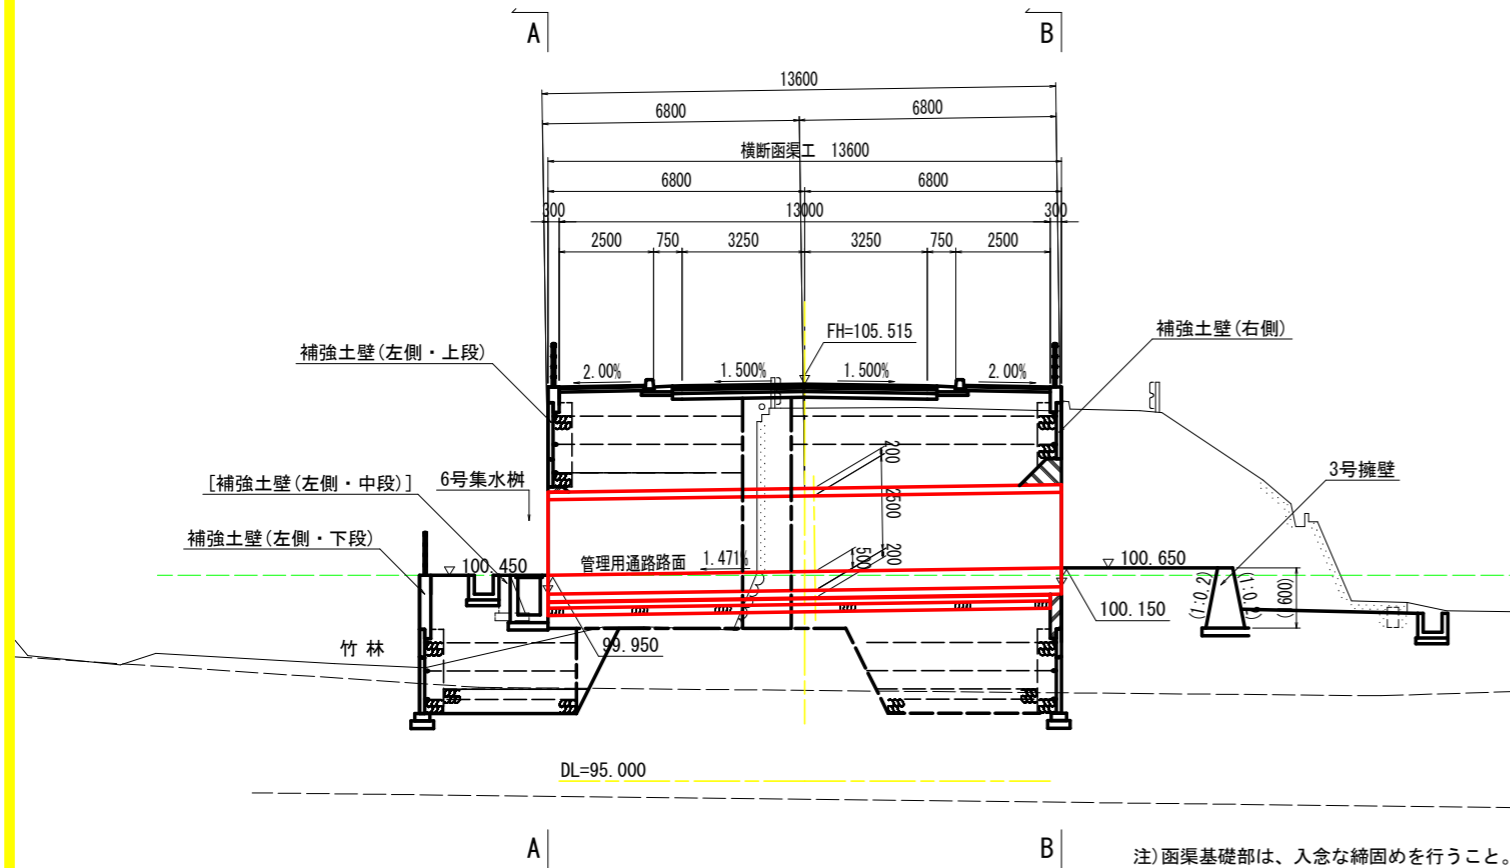 A
B
13600
6800
6800
横断函渠工 13600
6800
6800
300
13000
300
2500
750
3250
3250
750
2500
FH=105.515
補強土壁(右側)
補強土壁(左側・上段)
2.00%
1.500%
1.500%
2.00%
200
2500
200
500
[補強土壁(左側・中段)]
6号集水桝
3号擁壁
補強土壁(左側・下段)
管理用通路路面
1.471%
100.450
100.650
100.150
(1:0.2)
(600)
99.950
竹林
DL=95.000
A
B
注)函渠基礎部は、入念な締固めを行うこと。